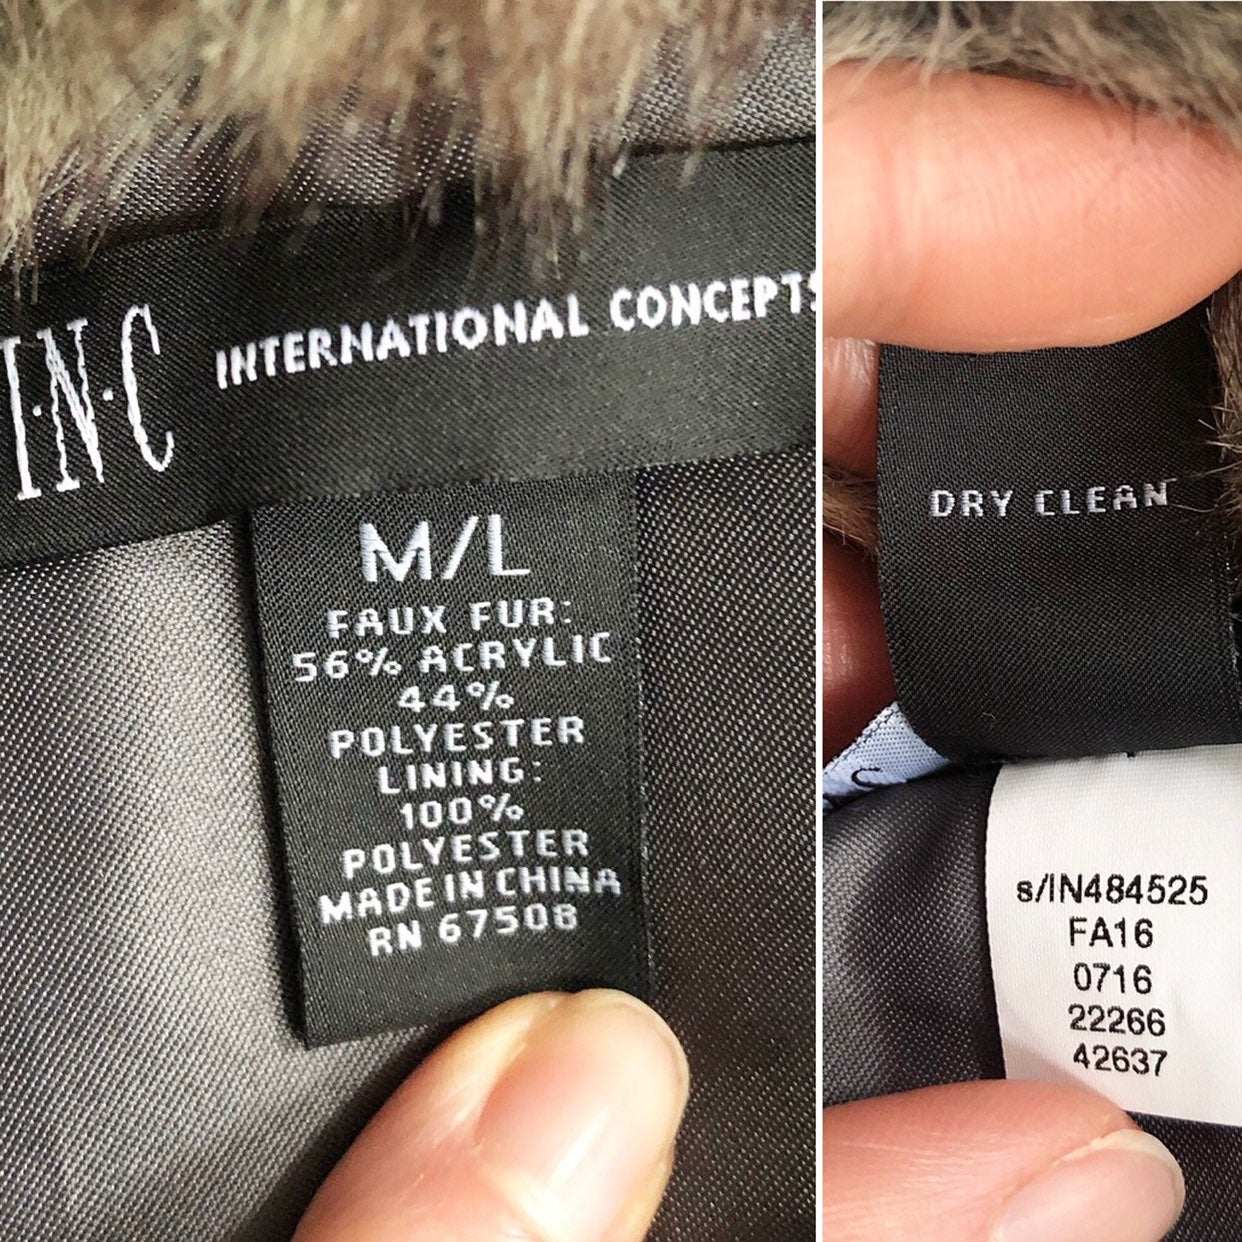 I·N·C INTERNATIONAL CONCEPTS
M/L
FAUX FUR:
56% ACRYLIC
44%
POLYESTER
LINING:
100%
POLYESTER
MADE IN CHINA
RN 67508
DRY CLEAN
s/IN484525
FA16
0716
22266
42637